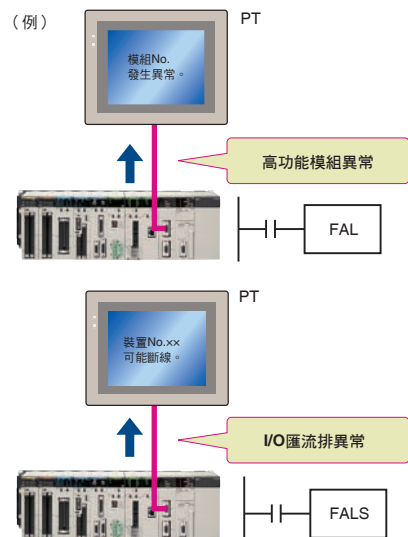 （例）
PT
模組No.
發生異常。
高功能模組異常
FAL
PT
裝置No.××
可能斷線。
I/O匯流排異常
FALS